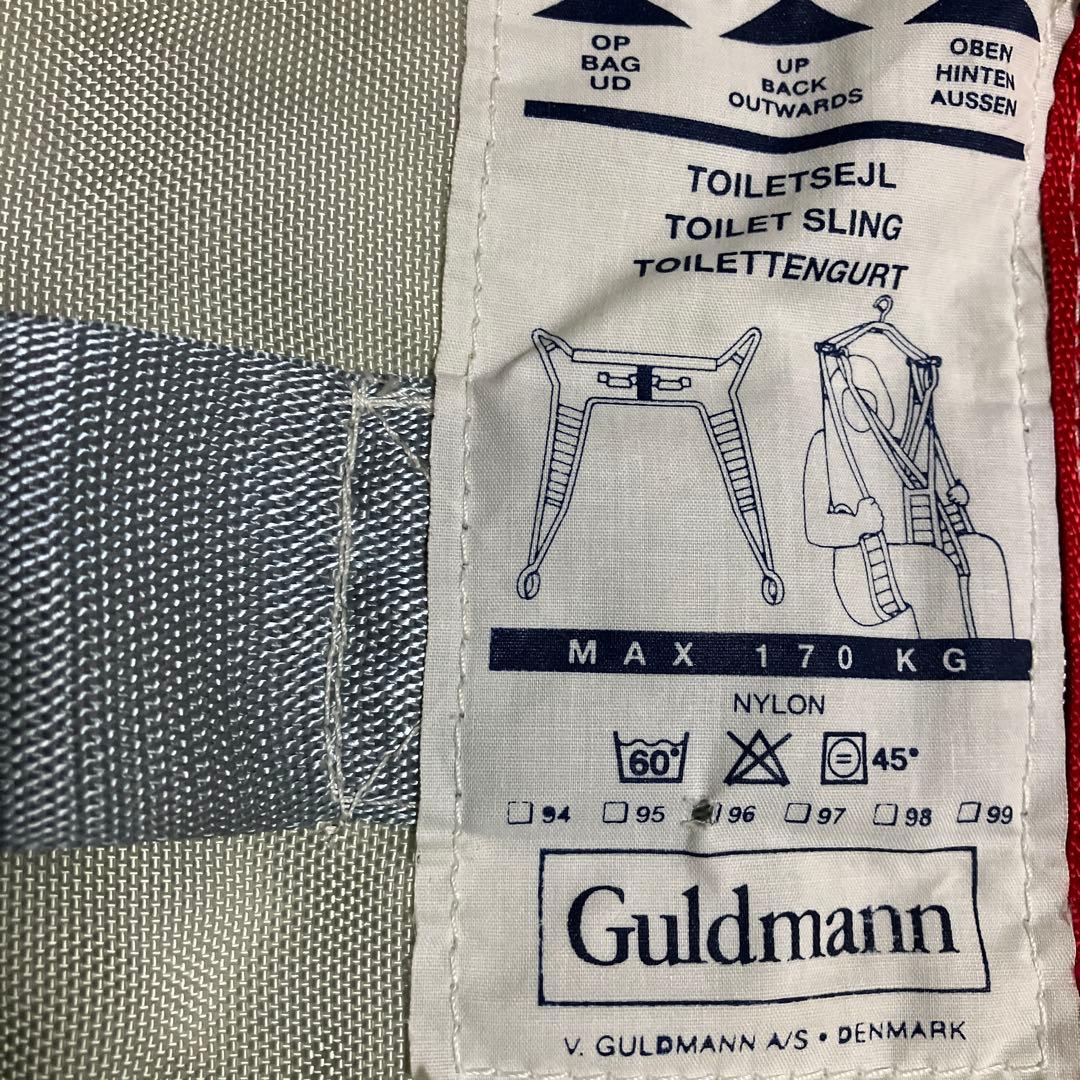 OP
BAG
UD
UP
BACK
OUTWARDS
OBEN
HINTEN
AUSSEN
TOILETSEJL
TOILET SLING
TOILETTENGURT
MAX 170 KG
NYLON
60° 45°
94 95 96 97 98 99
Guldmann
V. GULDMANN A/S • DENMARK